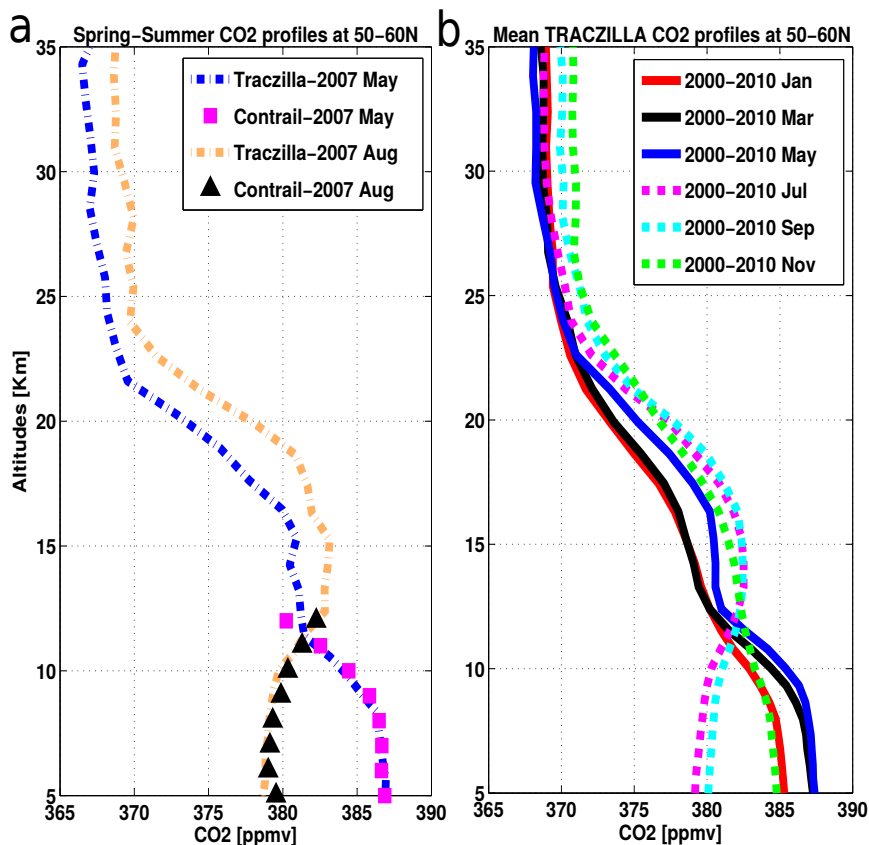 a
Spring−Summer CO2 profiles at 50−60N
35
30
25
20
15
10
5
Altitudes [Km]
Traczilla−2007 May
Contrail−2007 May
Traczilla−2007 Aug
Contrail−2007 Aug
365 370 375 380 385 390
CO2 [ppmv]
b
Mean TRACZILLA CO2 profiles at 50−60N
35
30
25
20
15
10
5
2000−2010 Jan
2000−2010 Mar
2000−2010 May
2000−2010 Jul
2000−2010 Sep
2000−2010 Nov
365 370 375 380 385 390
CO2 [ppmv]